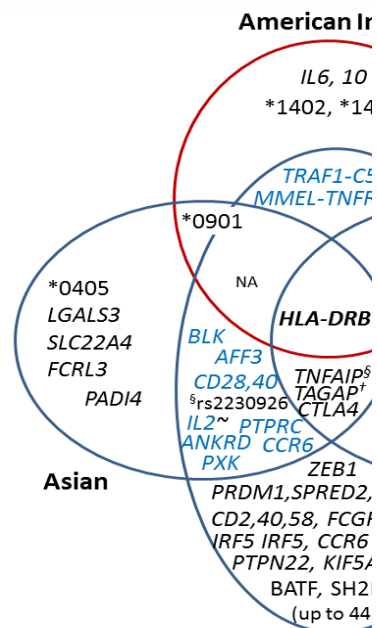 American In
IL6, 10
*1402, *14
TRAF1-C5
MMEL-TNFR
*0901
NA
*0405
LGALS3
SLC22A4
FCRL3
PADI4
HLA-DRB
BLK
AFF3
CD28,40
§rs2230926
IL2~ PTPRC
ANKRD CCR6
PXK
TNFAIP§
TAGAP†
CTLA4
Asian
ZEB1
PRDM1,SPRED2,
CD2,40,58, FCGR
IRF5 IRF5, CCR6
PTPN22, KIF5A
BATF, SH2
(up to 44